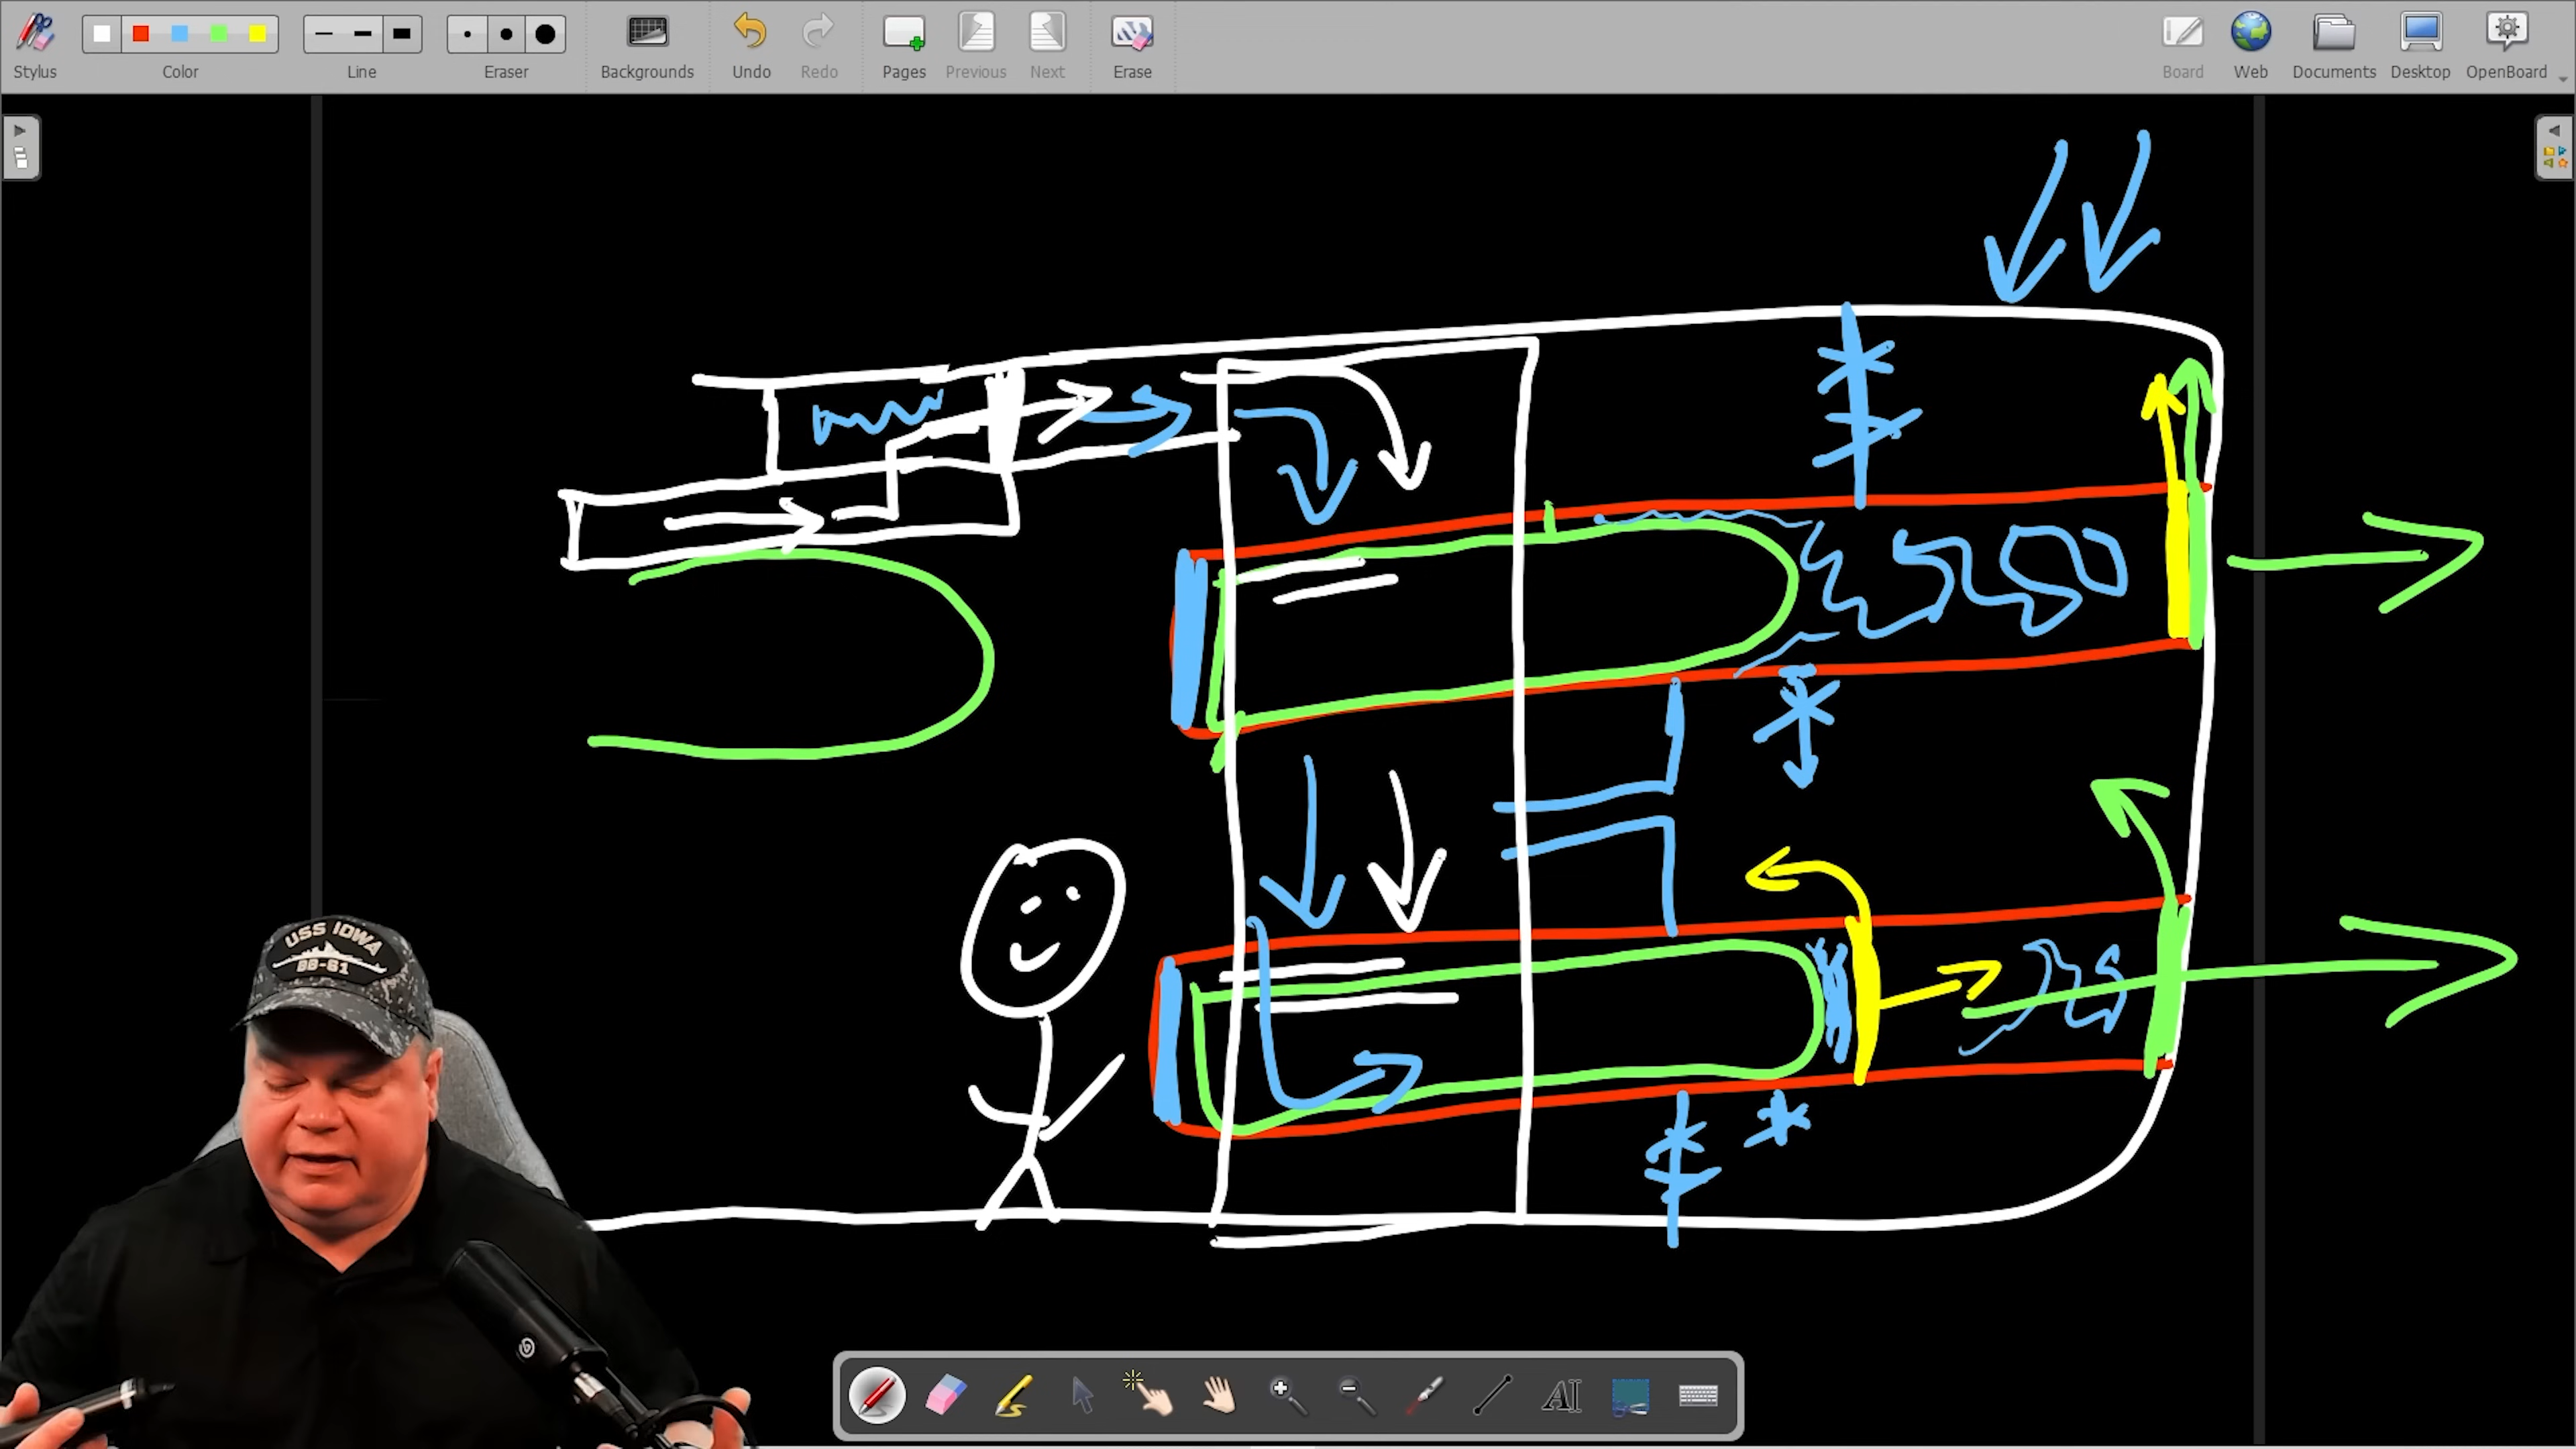 Stylus
Color
Line
Eraser
Backgrounds
Undo
Redo
Pages
Previous
Next
Erase
Board
Web
Documents
Desktop
OpenBoard
USS IOWA
BB-61
AI